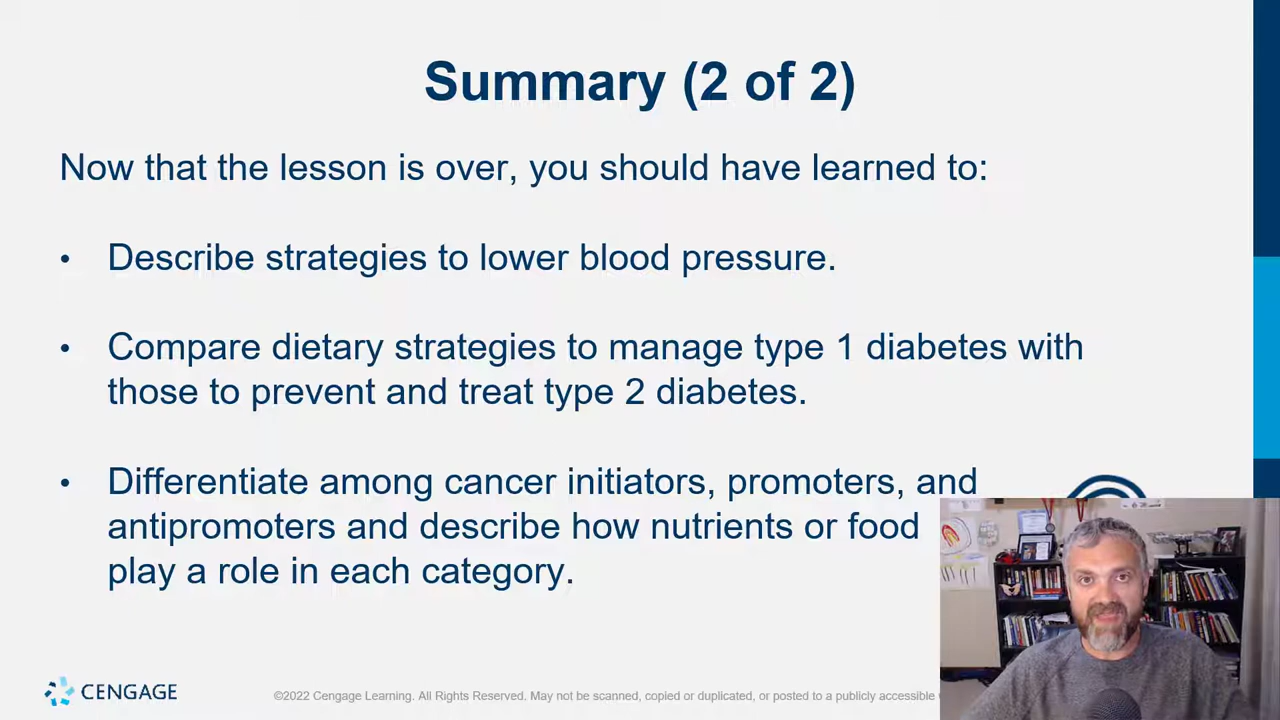 Summary (2 of 2)
Now that the lesson is over, you should have learned to:
• Describe strategies to lower blood pressure.
• Compare dietary strategies to manage type 1 diabetes with
those to prevent and treat type 2 diabetes.
• Differentiate among cancer initiators, promoters, and
antipromoters and describe how nutrients or food
play a role in each category.
CENGAGE
©2022 Cengage Learning. All Rights Reserved. May not be scanned, copied or duplicated, or posted to a publicly accessible